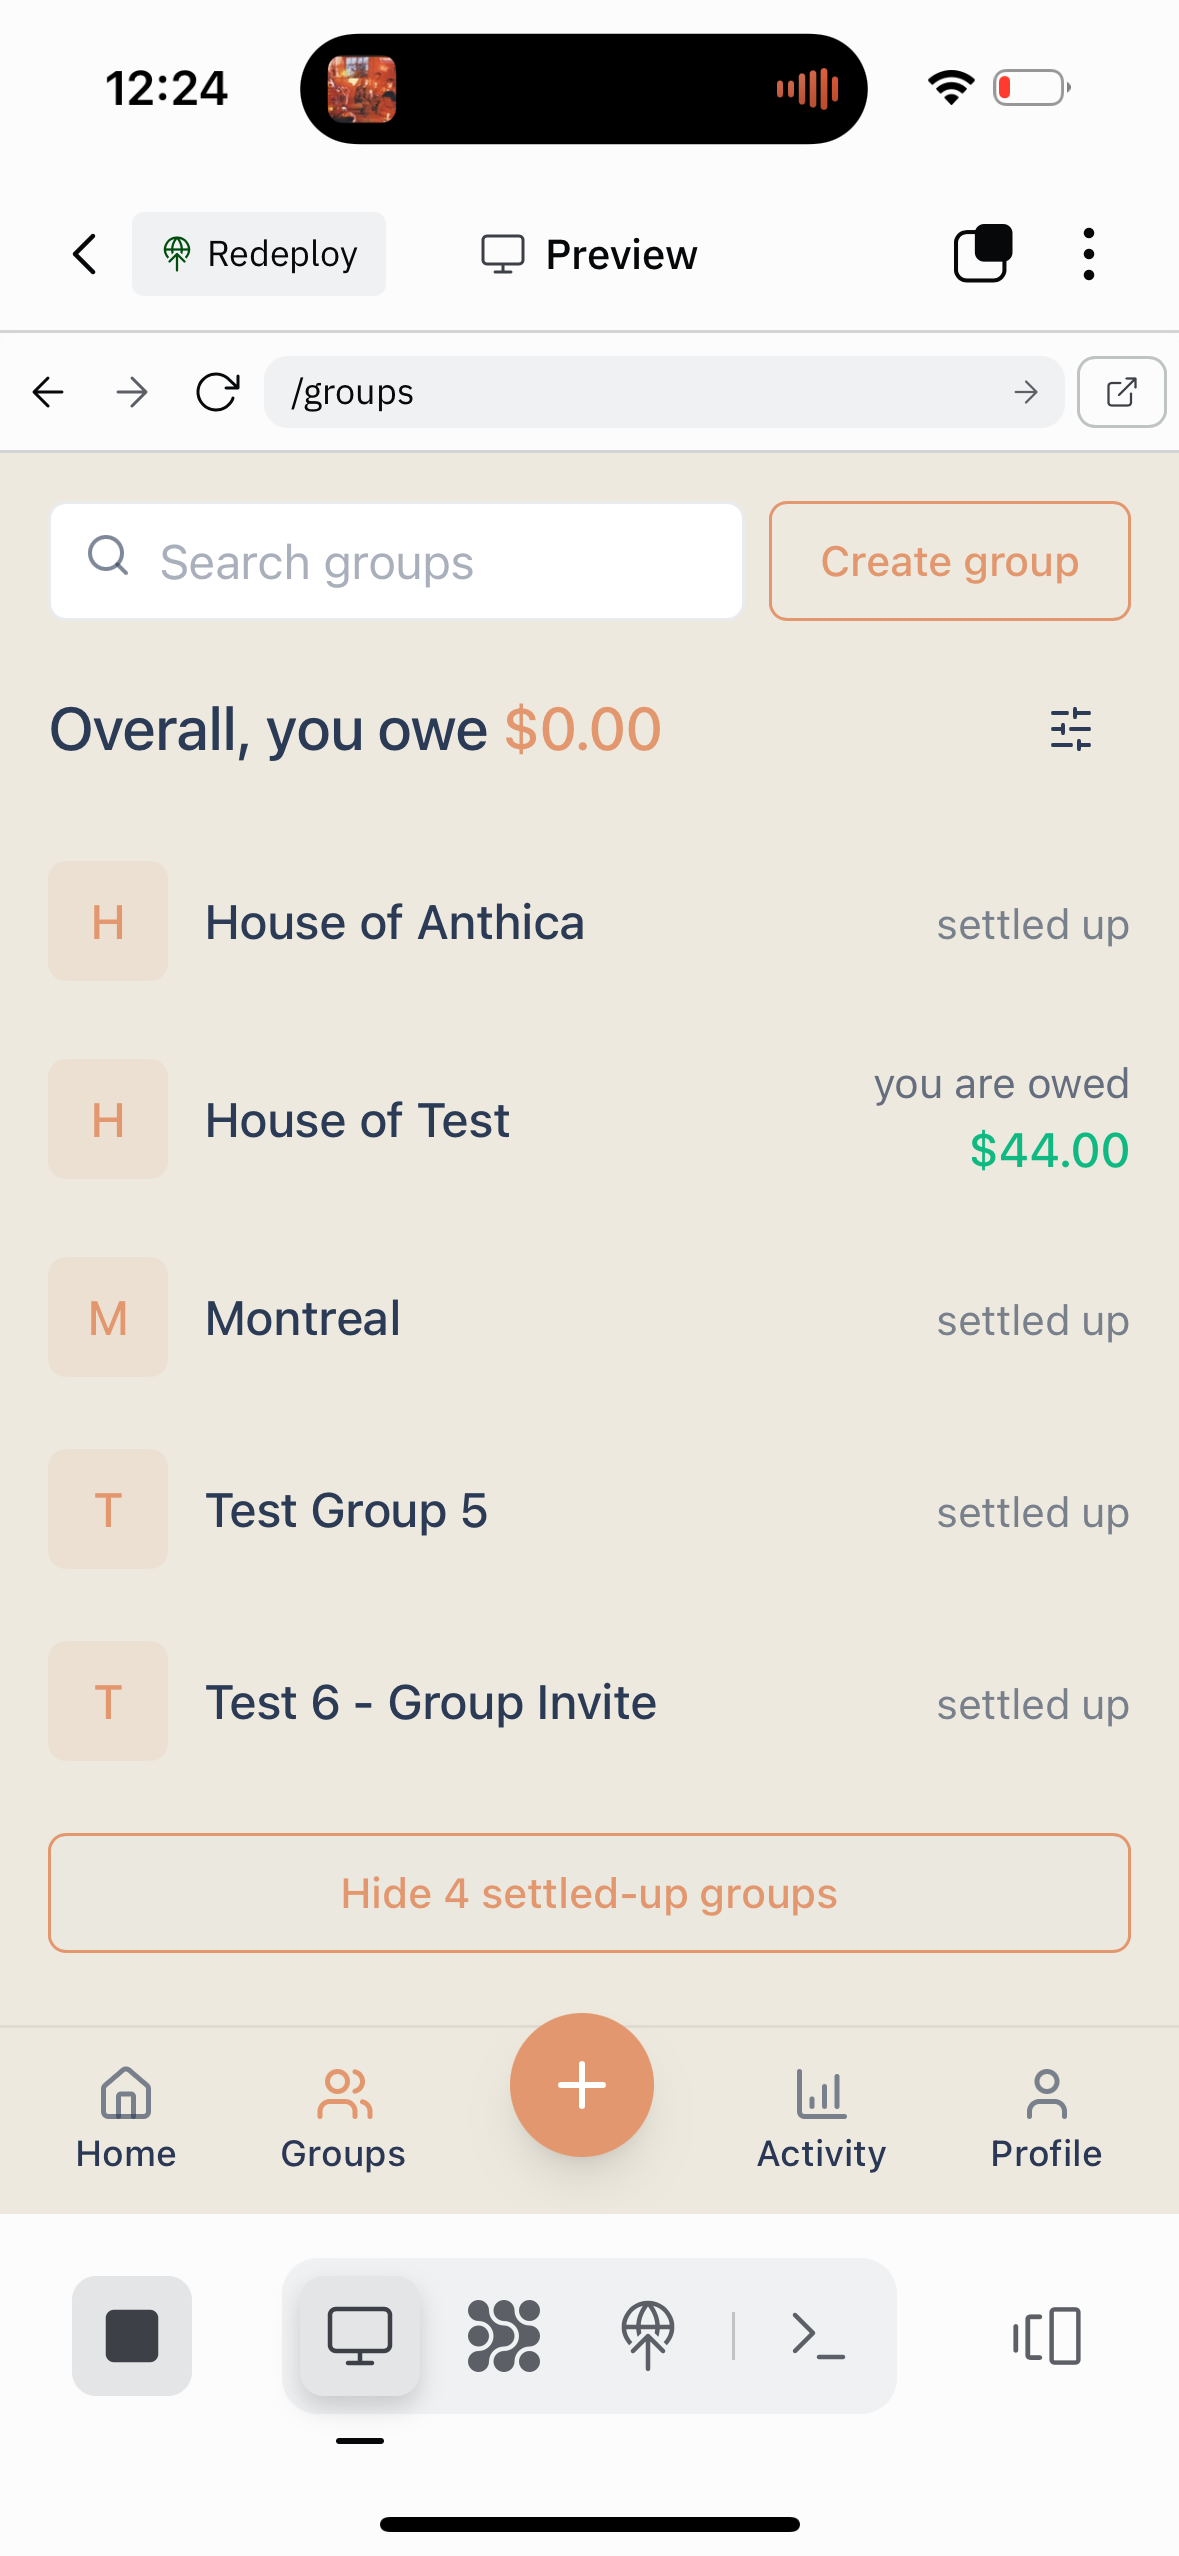 12:24
Redeploy
Preview
/groups
Search groups
Create group
Overall, you owe $0.00
H
House of Anthica
settled up
H
House of Test
you are owed
$44.00
M
Montreal
settled up
T
Test Group 5
settled up
T
Test 6 - Group Invite
settled up
Hide 4 settled-up groups
Home
Groups
Activity
Profile